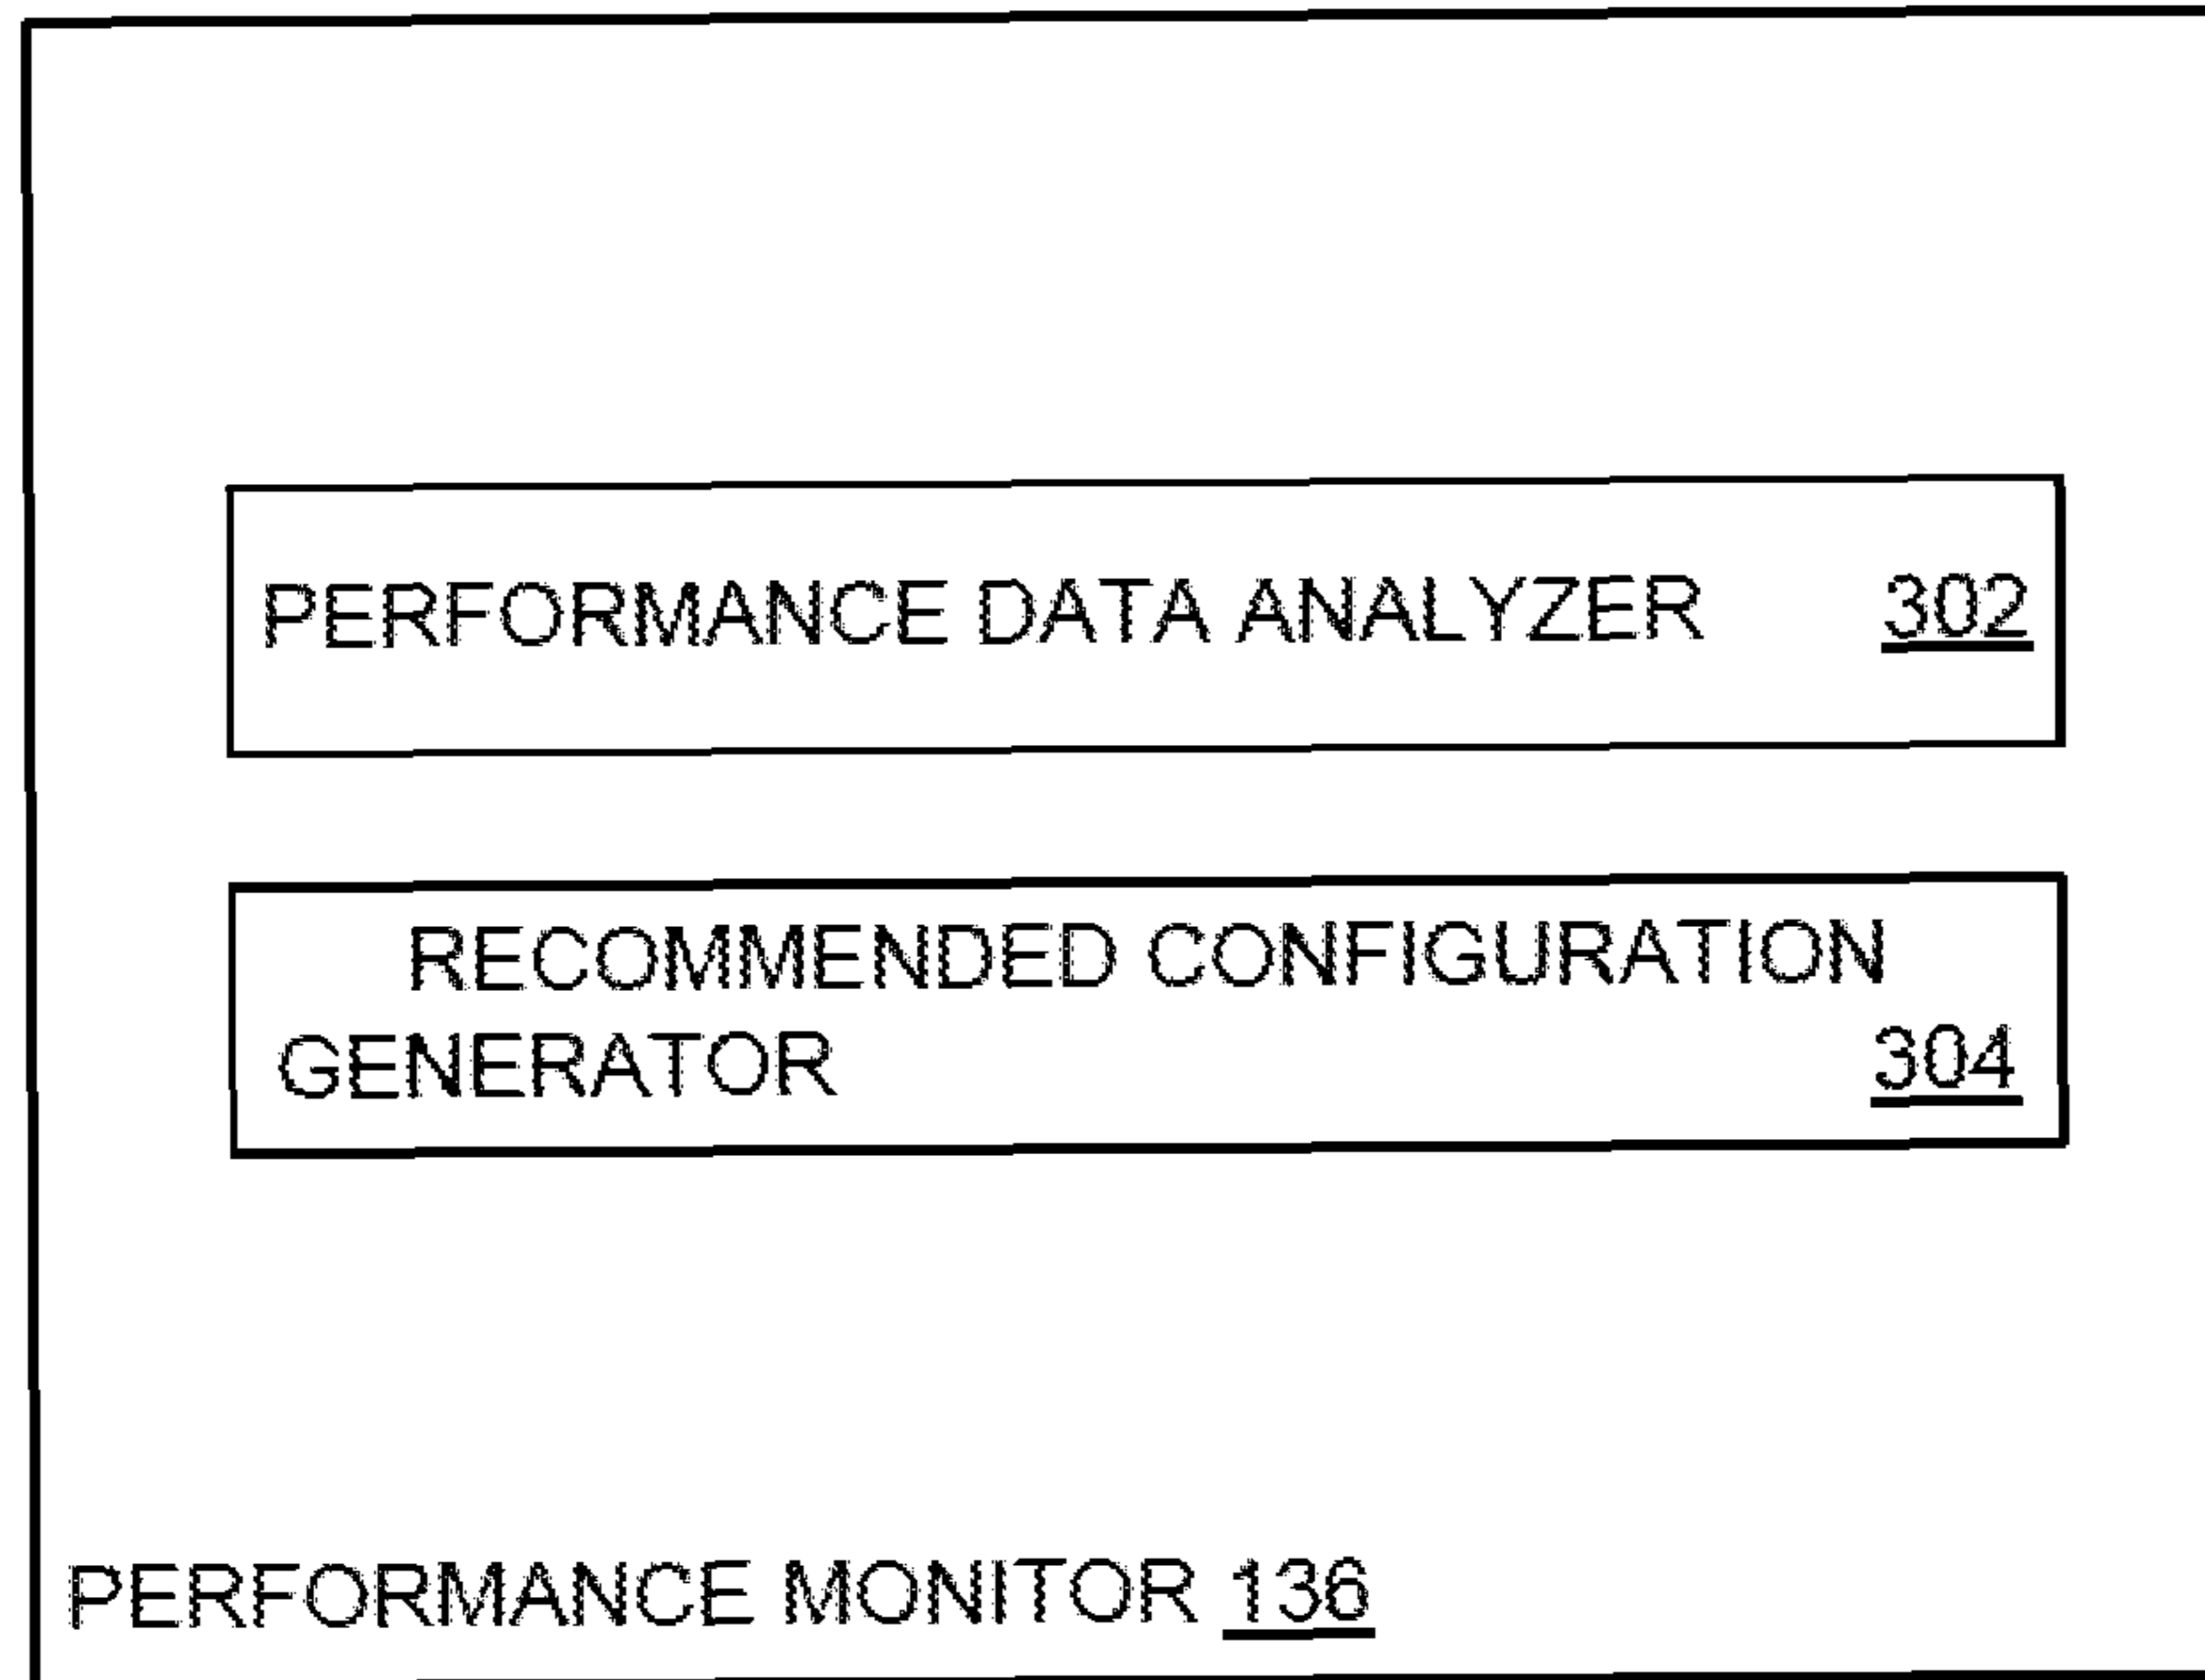 PERFORMANCE DATA ANALYZER 302
RECOMMENDED CONFIGURATION
GENERATOR 304
PERFORMANCE MONITOR 136